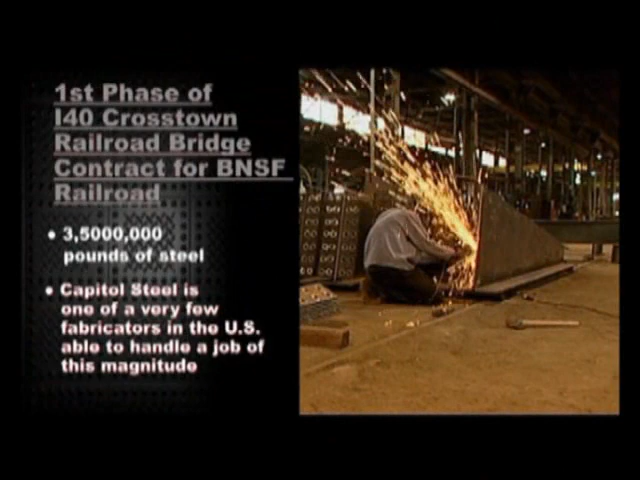 1st Phase of
I40 Crosstown
Railroad Bridge
Contract for BNSF
Railroad
• 3,5000,000
pounds of steel
• Capitol Steel is
one of a very few
fabricators in the U.S.
able to handle a job of
this magnitude